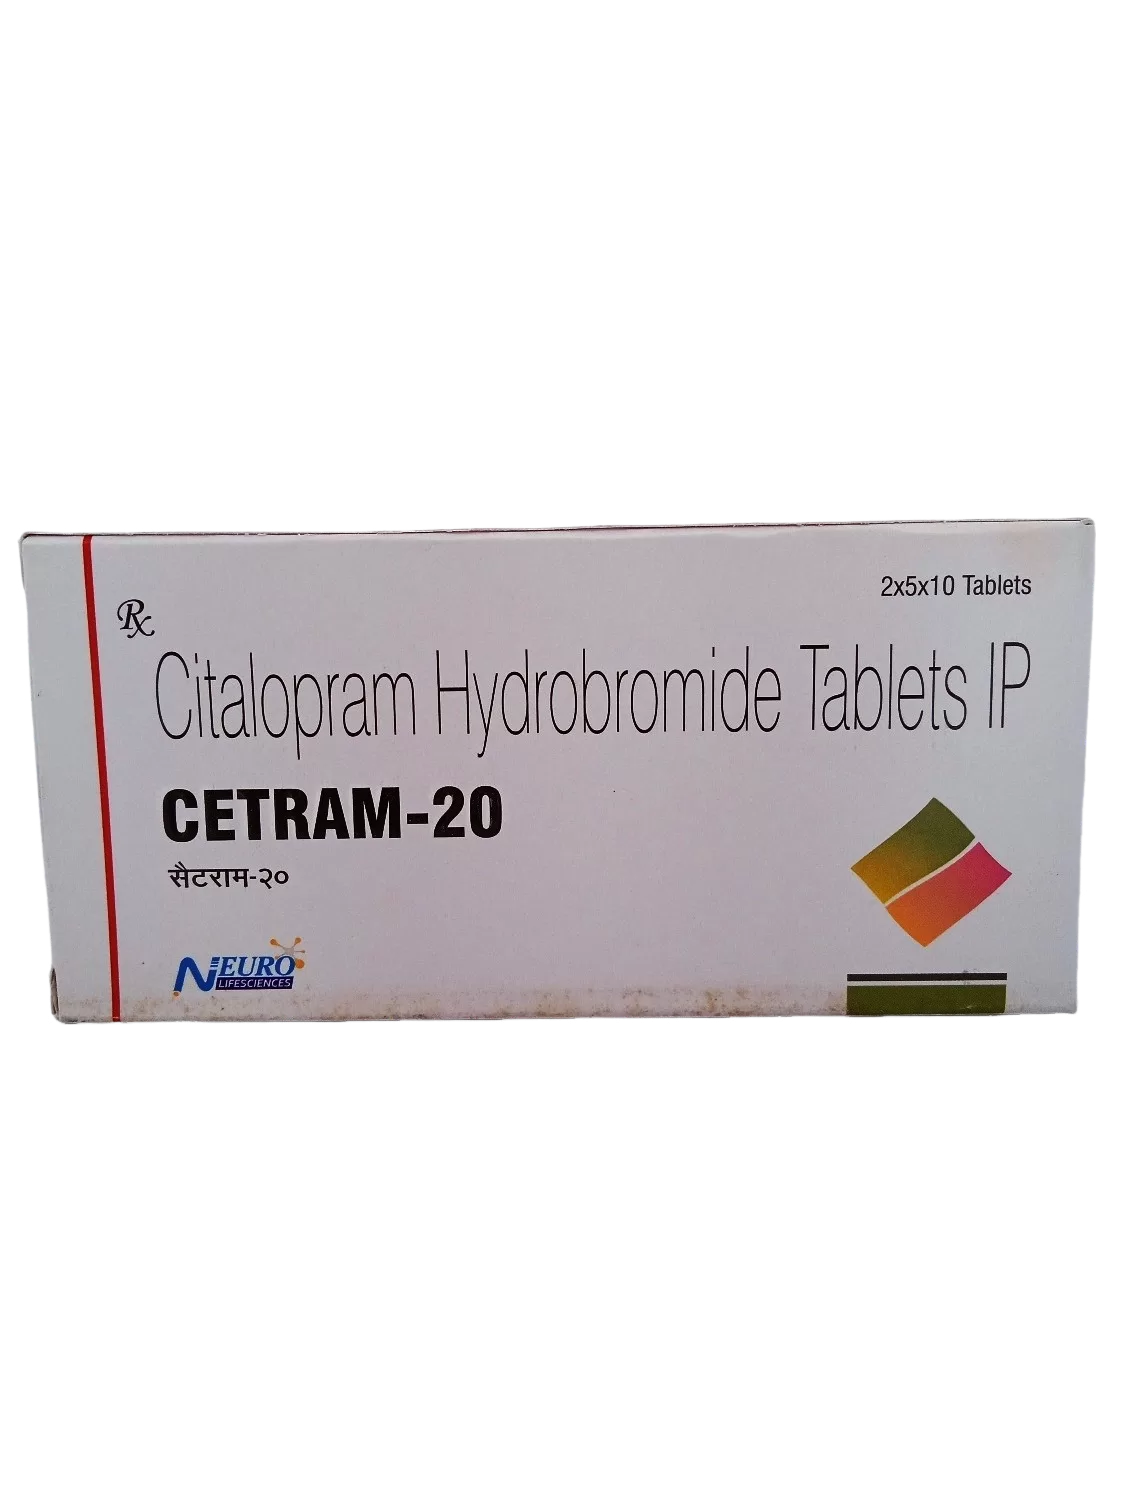 2x5x10 Tablets
Rx
Citalopram Hydrobromide Tablets IP
CETRAM-20
सैटराम-२०
NEURO
LIFESCIENCES